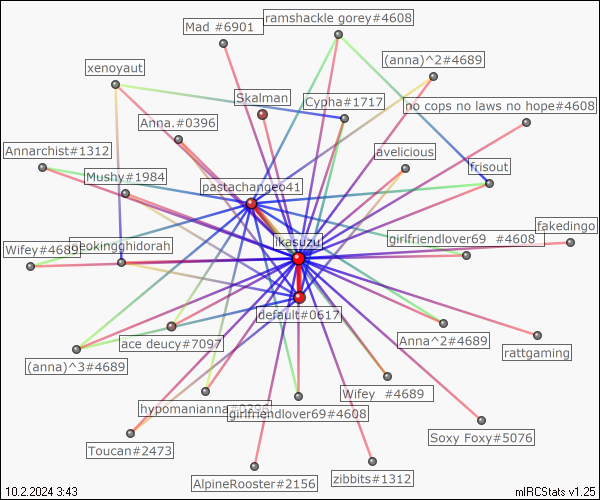 ramshackle gorey#4608
Mad #6901
(anna)^2#4689
xenoyaut
Skalman
Cypha#1717
no cops no laws no hope#4608
Anna.#0396
Annarchist#1312
avelicious
frisout
Mushy#1984
pastachangeo41
ikasuzu
girlfriendlover69 #4608
fakedingo
Wifey#4689
geokingghidorah
default#0617
ace deucy#7097
Anna^2#4689
rattgaming
(anna)^3#4689
Wifey #4689
hypomanianna#0396
girlfriendlover69#4608
Soxy Foxy#5076
Toucan#2473
AlpineRooster#2156
zibbits#1312
10.2.2024 3:43
mIRCStats v1.25